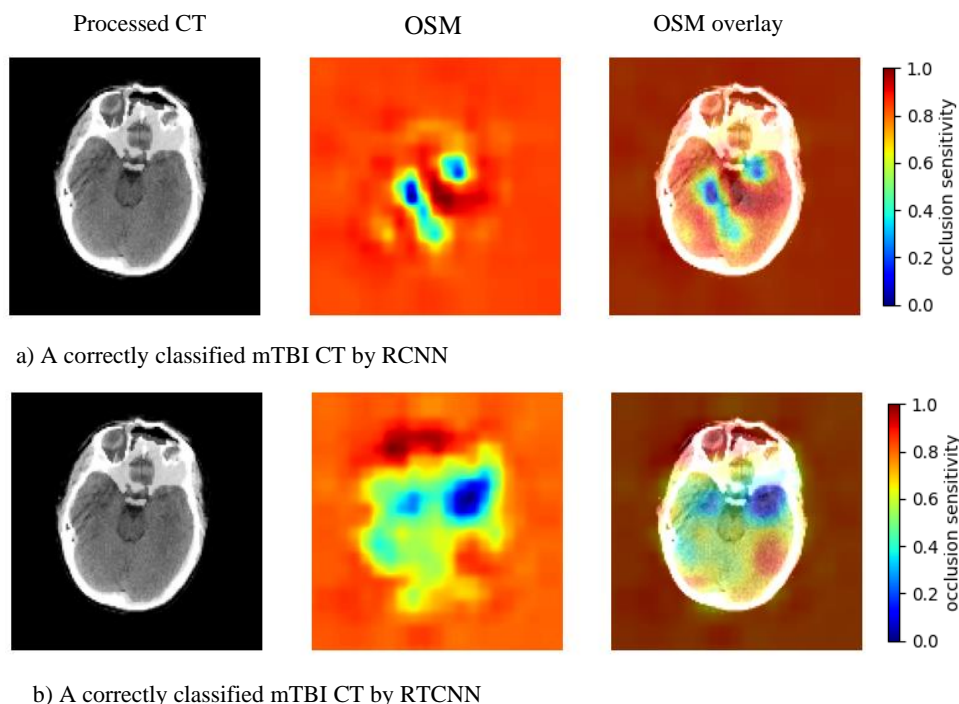 Processed CT
OSM
OSM overlay
1.0
0.8
0.6
0.4
0.2
0.0
occlusion sensitivity
a) A correctly classified mTBI CT by RCNN
1.0
0.8
0.6
0.4
0.2
0.0
occlusion sensitivity
b) A correctly classified mTBI CT by RTCNN